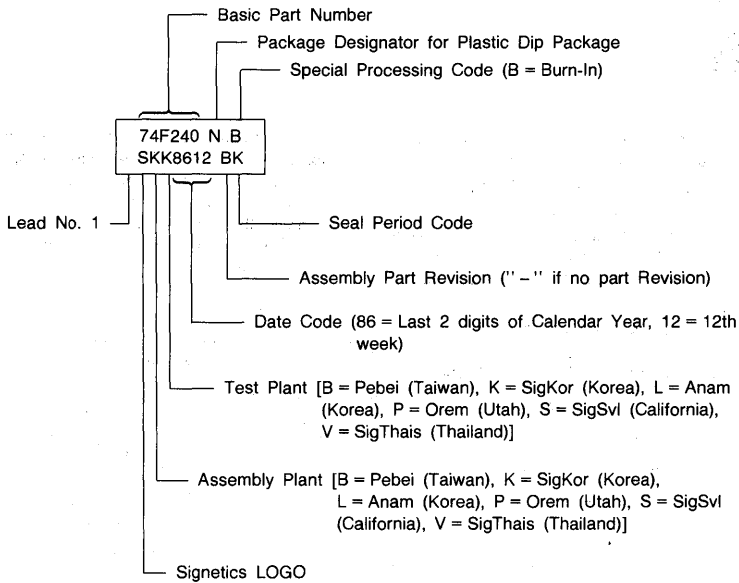 Basic Part Number
Package Designator for Plastic Dip Package
Special Processing Code (B = Burn-In)
74F240 N B
SKK8612 BK
Lead No. 1
Seal Period Code
Assembly Part Revision ("–" if no part Revision)
Date Code (86 = Last 2 digits of Calendar Year, 12 = 12th
week)
Test Plant [B = Pebei (Taiwan), K = SigKor (Korea), L = Anam
(Korea), P = Orem (Utah), S = SigSvl (California),
V = SigThais (Thailand)]
Assembly Plant [B = Pebei (Taiwan), K = SigKor (Korea),
L = Anam (Korea), P = Orem (Utah), S = SigSvl
(California), V = SigThais (Thailand)]
Signetics LOGO